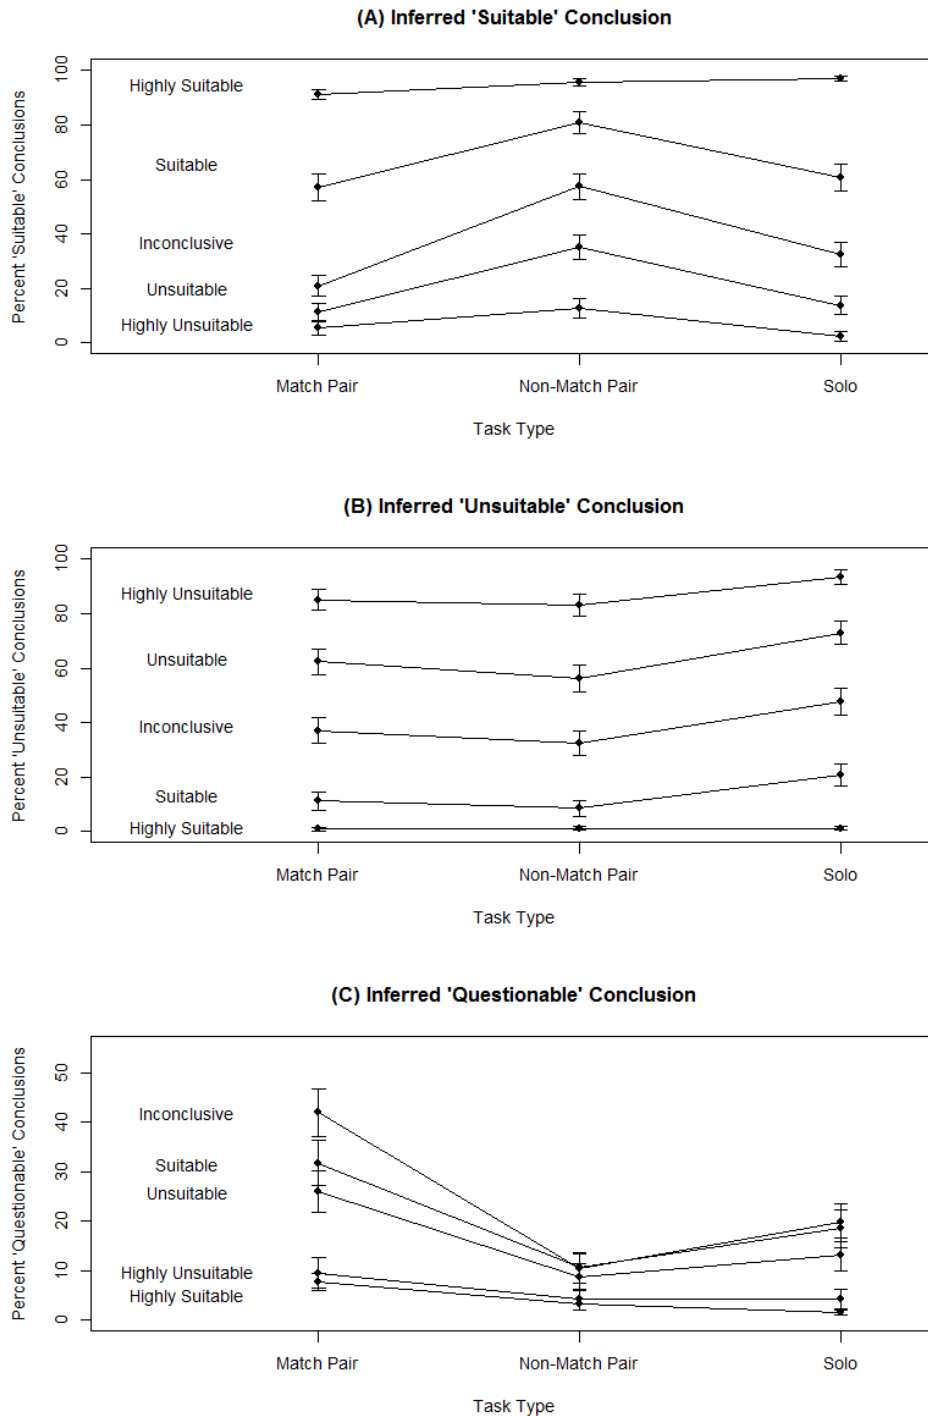 (A) Inferred 'Suitable' Conclusion
Percent 'Suitable' Conclusions
100
80
60
40
20
0
Highly Suitable
Suitable
Inconclusive
Unsuitable
Highly Unsuitable
Match Pair
Non-Match Pair
Solo
Task Type
(B) Inferred 'Unsuitable' Conclusion
Percent 'Unsuitable' Conclusions
100
80
60
40
20
0
Highly Unsuitable
Unsuitable
Inconclusive
Suitable
Highly Suitable
Match Pair
Non-Match Pair
Solo
Task Type
(C) Inferred 'Questionable' Conclusion
Percent 'Questionable' Conclusions
50
40
30
20
10
0
Inconclusive
Suitable
Unsuitable
Highly Unsuitable
Highly Suitable
Match Pair
Non-Match Pair
Solo
Task Type